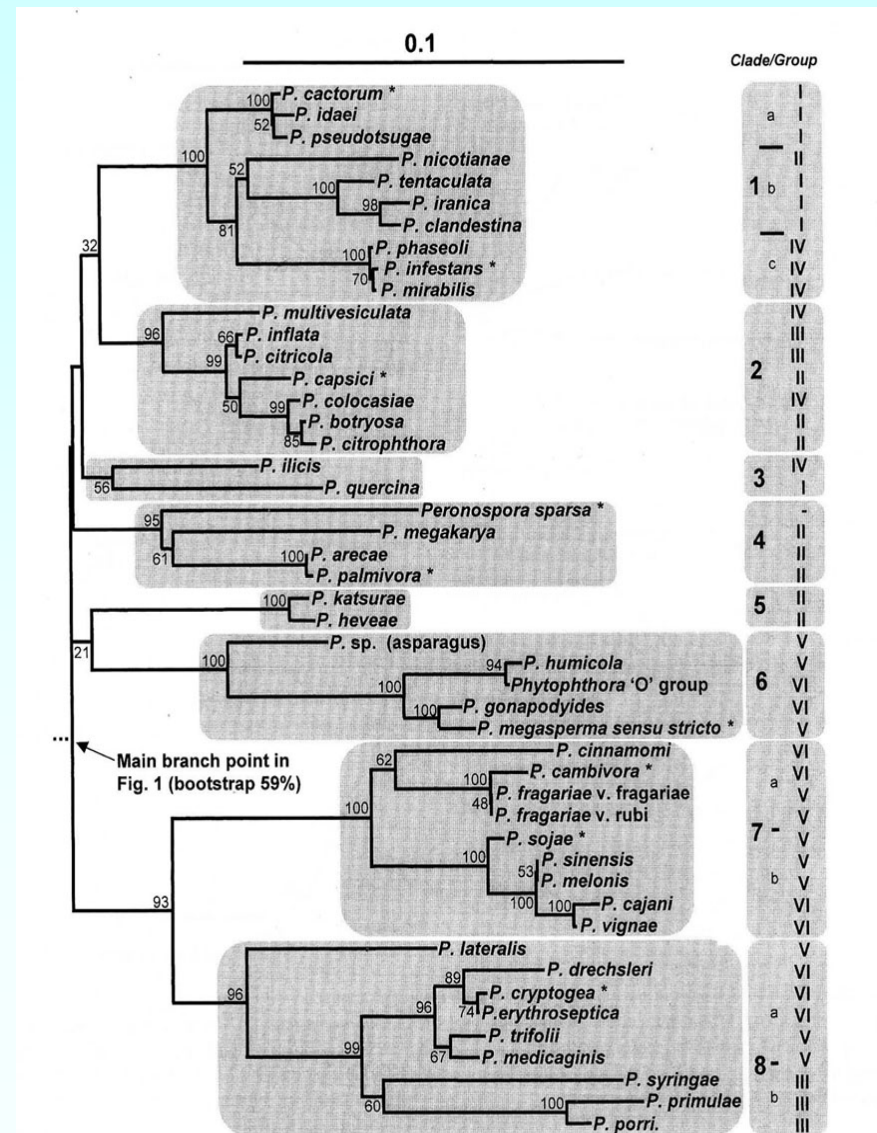 0.1
Clade/Group
100 P. cactorum * I
P. idaei a I
52 P. pseudotsugae I
100
52 P. nicotianae II
100 P. tentaculata 1 b I
98 P. iranica I
P. clandestina I
81
100 P. phaseoli IV
P. infestans * c IV
70 P. mirabilis IV
32
P. multivesiculata IV
96
66 P. inflata III
P. citricola III
99
P. capsici * 2 II
50
99 P. colocasiae IV
P. botryosa II
85 P. citrophthora II
P. ilicis IV
3
56 P. quercina I
Peronospora sparsa * -
95
P. megakarya II
4
61
100 P. arecae II
P. palmivora * II
100 P. katsurae II
5
P. heveae II
21
P. sp. (asparagus) V
100
94 P. humicola V
Phytophthora ‘O’ group 6 VI
100
P. gonapodyides VI
100
P. megasperma sensu stricto * V
...
Main branch point in
Fig. 1 (bootstrap 59%)
P. cinnamomi VI
62
P. cambivora * VI
100 a
P. fragariae v. fragariae V
48
P. fragariae v. rubi V
100
P. sojae * 7 - V
100
P. sinensis V
53
P. melonis b V
100
100 P. cajani VI
P. vignae VI
93
P. lateralis V
96
P. drechsleri VI
89
P. cryptogea * VI
74 P.erythroseptica a VI
96
P. trifolii V
67 P. medicaginis V
99
8 -
P. syringae III
60
100 P. primulae b III
P. porri. III